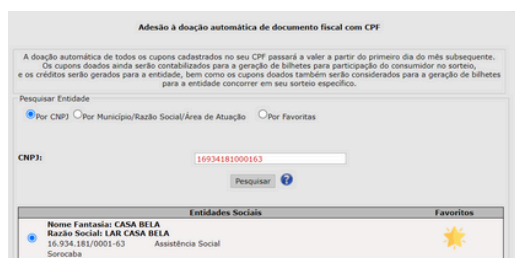 Adesão à doação automática de documento fiscal com CPF
A doação automática de todos os cupons cadastrados no seu CPF passará a valer a partir do primeiro dia do mês subsequente.
Os cupons doados ainda serão contabilizados para a geração de bilhetes para participação do consumidor no sorteio,
e os créditos serão gerados para a entidade, bem como os cupons doados também serão considerados para a geração de bilhetes
para a entidade concorrer em seu sorteio específico.
Pesquisar Entidade
Por CNPJ Por Município/Razão Social/Área de Atuação Por Favoritas
CNPJ: 16934181000163
Pesquisar ?
Entidades Sociais Favoritos
Nome Fantasia: CASA BELA
Razão Social: LAR CASA BELA
16.934.181/0001-63 Assistência Social
Sorocaba